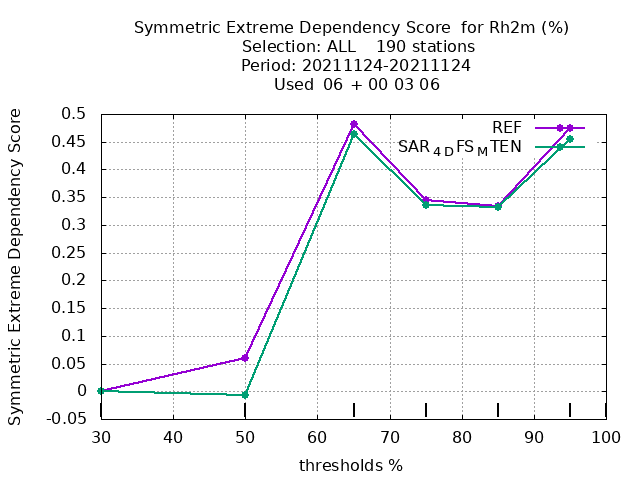 Symmetric Extreme Dependency Score  for Rh2m (%)
Selection: ALL    190 stations
Period: 20211124-20211124
Used  06 + 00 03 06
Symmetric Extreme Dependency Score
0.5
0.45
0.4
0.35
0.3
0.25
0.2
0.15
0.1
0.05
0
-0.05
REF
SAR4DFSMTEN
30 40 50 60 70 80 90 100
thresholds %